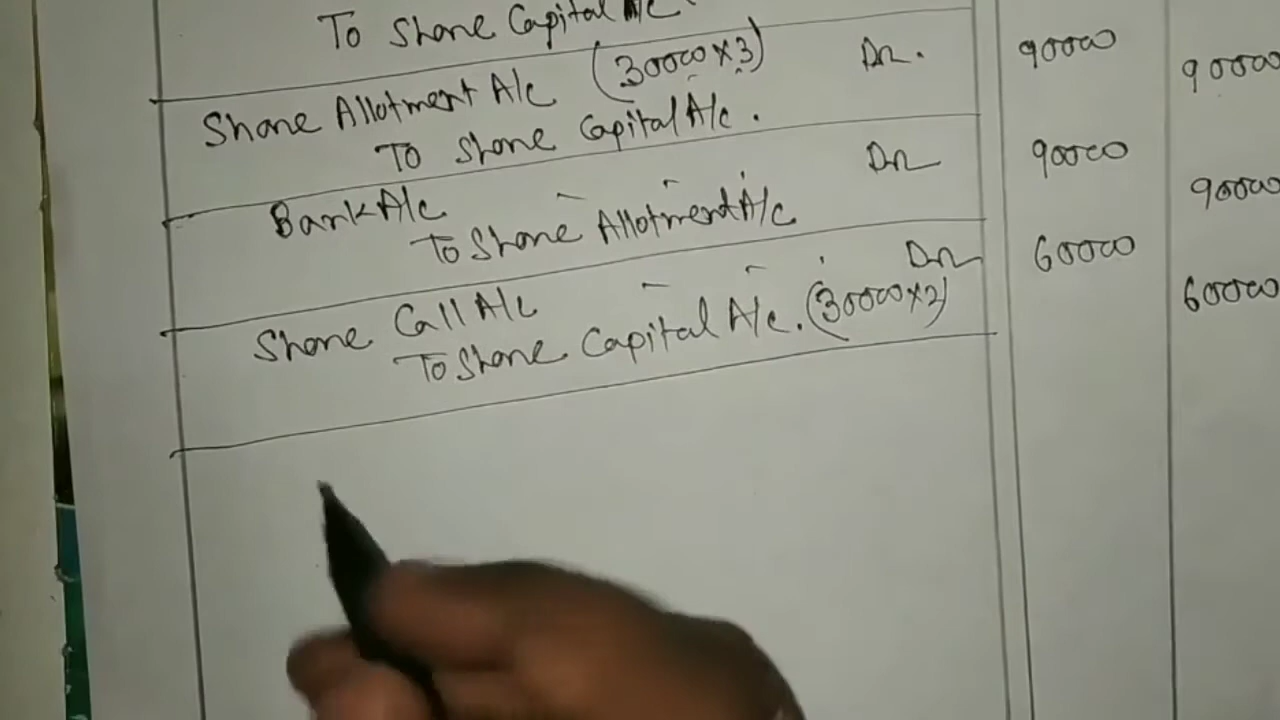 To Share Capital A/c.
Share Allotment A/c (30000×3) Dr. 90000
To Share Capital A/c. 90000
Bank A/c Dr 90000
To Share Allotment A/c 90000
Share Call A/c Dr 60000
To Share Capital A/c. (30000×2) 60000